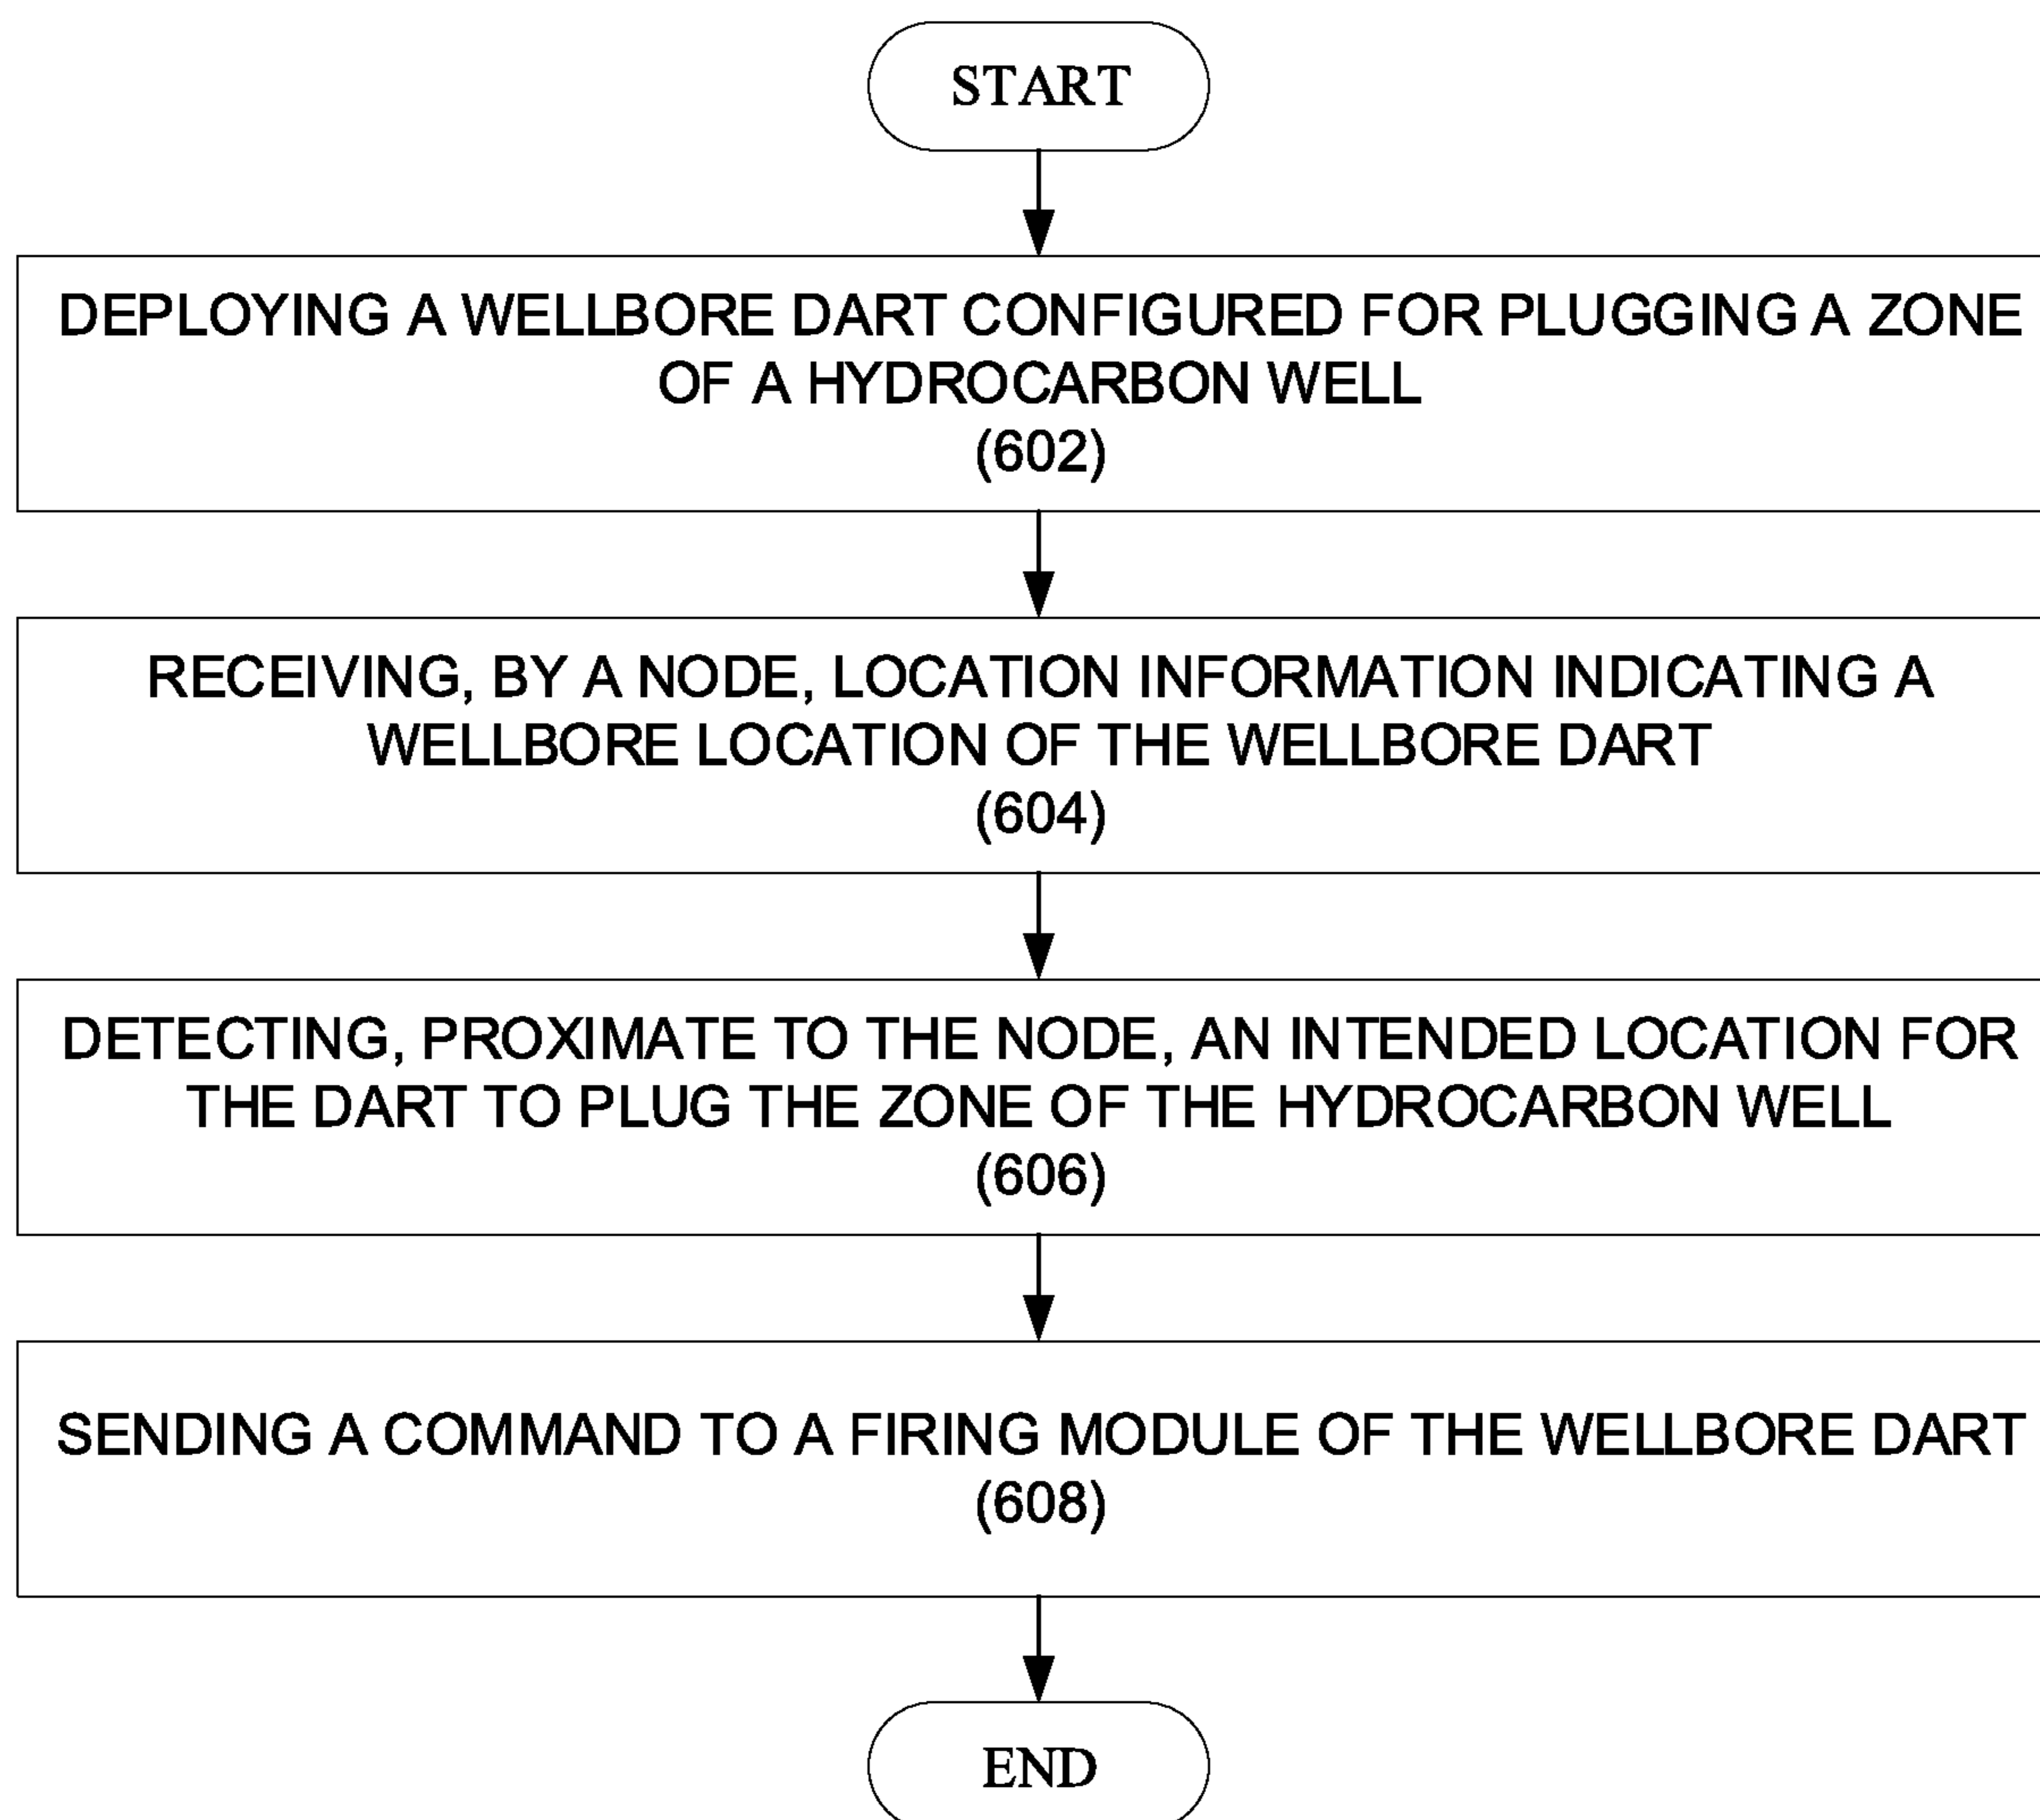 START
DEPLOYING A WELLBORE DART CONFIGURED FOR PLUGGING A ZONE
OF A HYDROCARBON WELL
(602)
RECEIVING, BY A NODE, LOCATION INFORMATION INDICATING A
WELLBORE LOCATION OF THE WELLBORE DART
(604)
DETECTING, PROXIMATE TO THE NODE, AN INTENDED LOCATION FOR
THE DART TO PLUG THE ZONE OF THE HYDROCARBON WELL
(606)
SENDING A COMMAND TO A FIRING MODULE OF THE WELLBORE DART
(608)
END